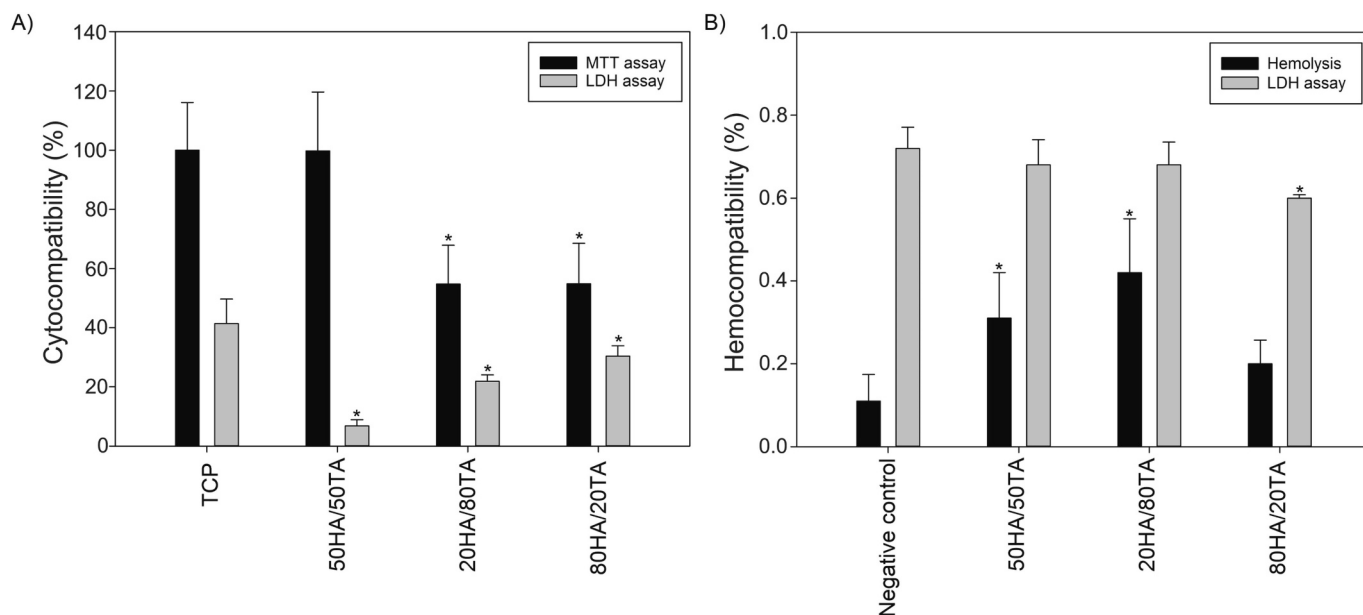 A)
Cytocompatibility (%)
140
120
100
80
60
40
20
0
MTT assay
LDH assay
*
*
*
*
*
TCP
50HA/50TA
20HA/80TA
80HA/20TA
B)
Hemocompatibility (%)
1.0
0.8
0.6
0.4
0.2
0.0
Hemolysis
LDH assay
*
*
*
Negative control
50HA/50TA
20HA/80TA
80HA/20TA